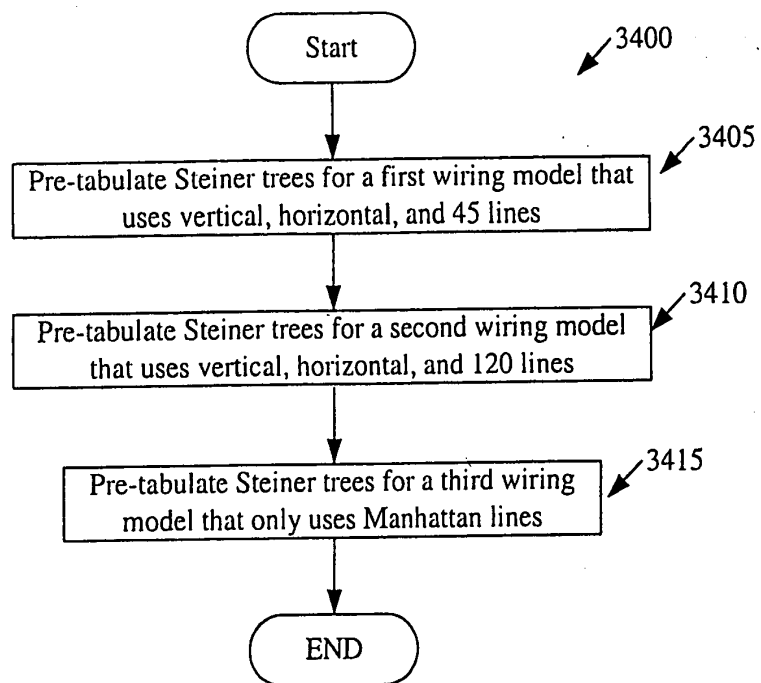 Start
3400
3405
Pre-tabulate Steiner trees for a first wiring model that
uses vertical, horizontal, and 45 lines
3410
Pre-tabulate Steiner trees for a second wiring model
that uses vertical, horizontal, and 120 lines
3415
Pre-tabulate Steiner trees for a third wiring
model that only uses Manhattan lines
END